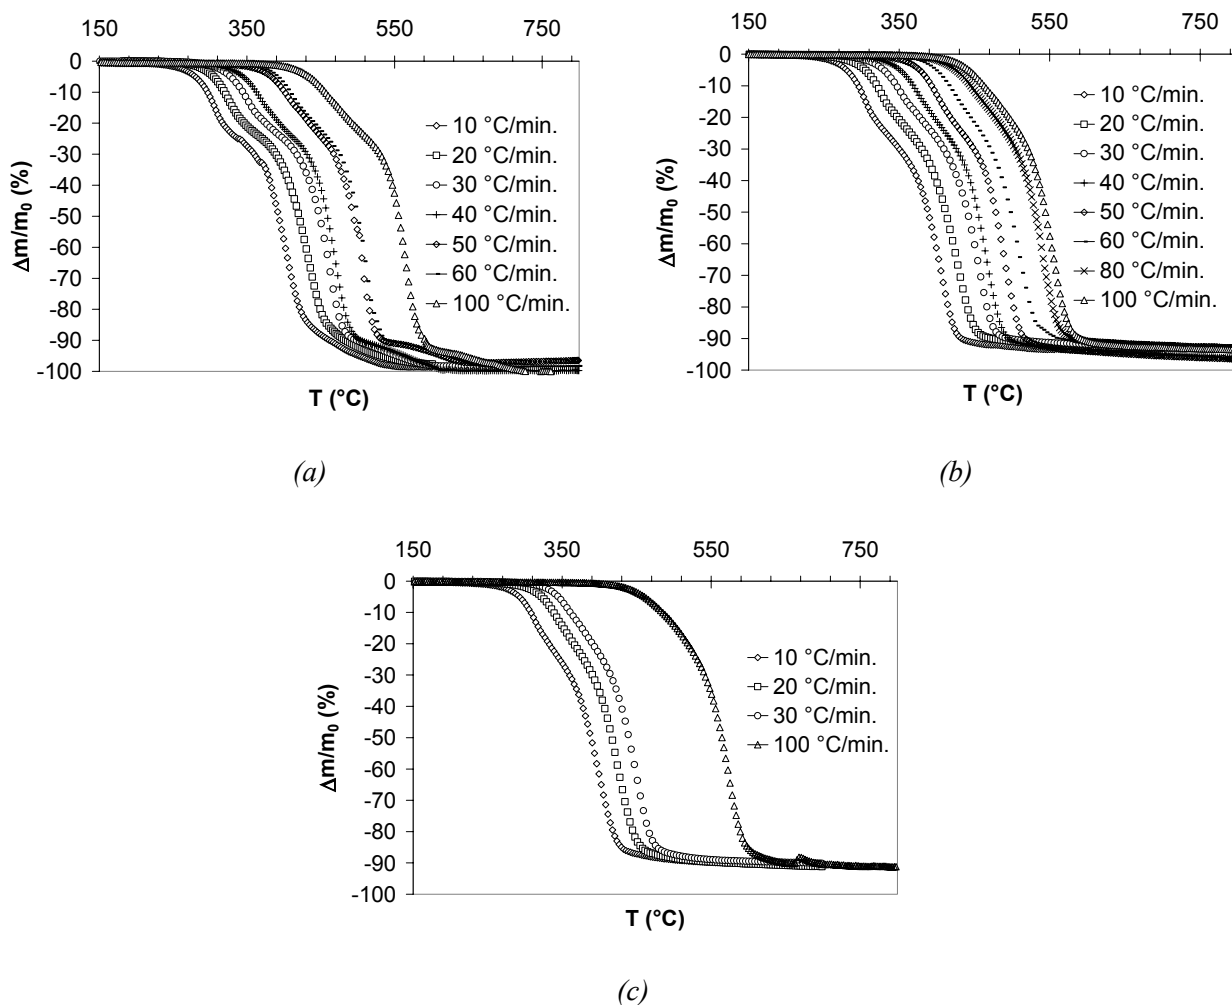 150 350 550 750
0
-10
-20
-30
-40
-50
-60
-70
-80
-90
-100
Δm/m0 (%)
10 °C/min.
20 °C/min.
30 °C/min.
40 °C/min.
50 °C/min.
60 °C/min.
100 °C/min.
T (°C)
(a)
150 350 550 750
0
-10
-20
-30
-40
-50
-60
-70
-80
-90
-100
Δm/m0 (%)
10 °C/min.
20 °C/min.
30 °C/min.
40 °C/min.
50 °C/min.
60 °C/min.
80 °C/min.
100 °C/min.
T (°C)
(b)
150 350 550 750
0
-10
-20
-30
-40
-50
-60
-70
-80
-90
-100
Δm/m0 (%)
10 °C/min.
20 °C/min.
30 °C/min.
100 °C/min.
T (°C)
(c)